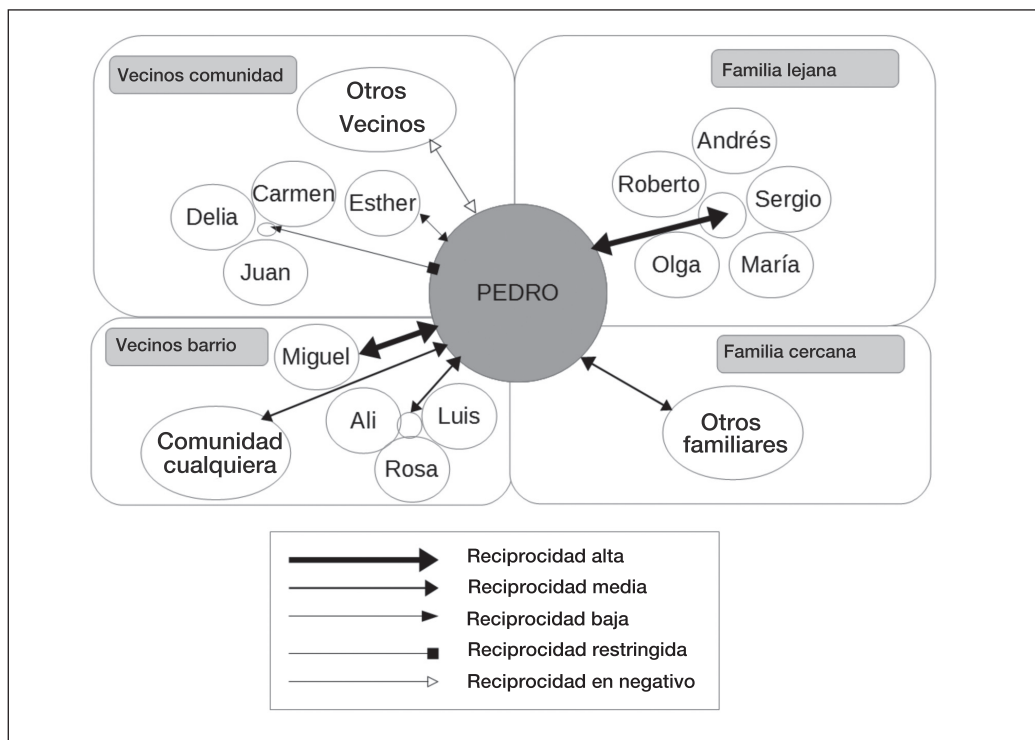 Vecinos comunidad
Otros
Vecinos
Carmen
Esther
Delia
Juan
Familia lejana
Andrés
Roberto
Sergio
Olga
María
PEDRO
Vecinos barrio
Miguel
Ali
Luis
Rosa
Comunidad
cualquiera
Familia cercana
Otros
familiares
Reciprocidad alta
Reciprocidad media
Reciprocidad baja
Reciprocidad restringida
Reciprocidad en negativo